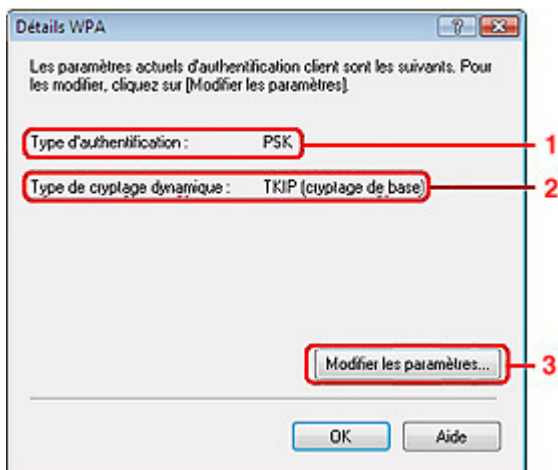 Détails WPA
Les paramètres actuels d'authentification client sont les suivants. Pour
les modifier, cliquez sur [Modifier les paramètres].
Type d'authentification : PSK 1
Type de cryptage dynamique : TKIP (cryptage de base) 2
Modifier les paramètres... 3
OK Aide